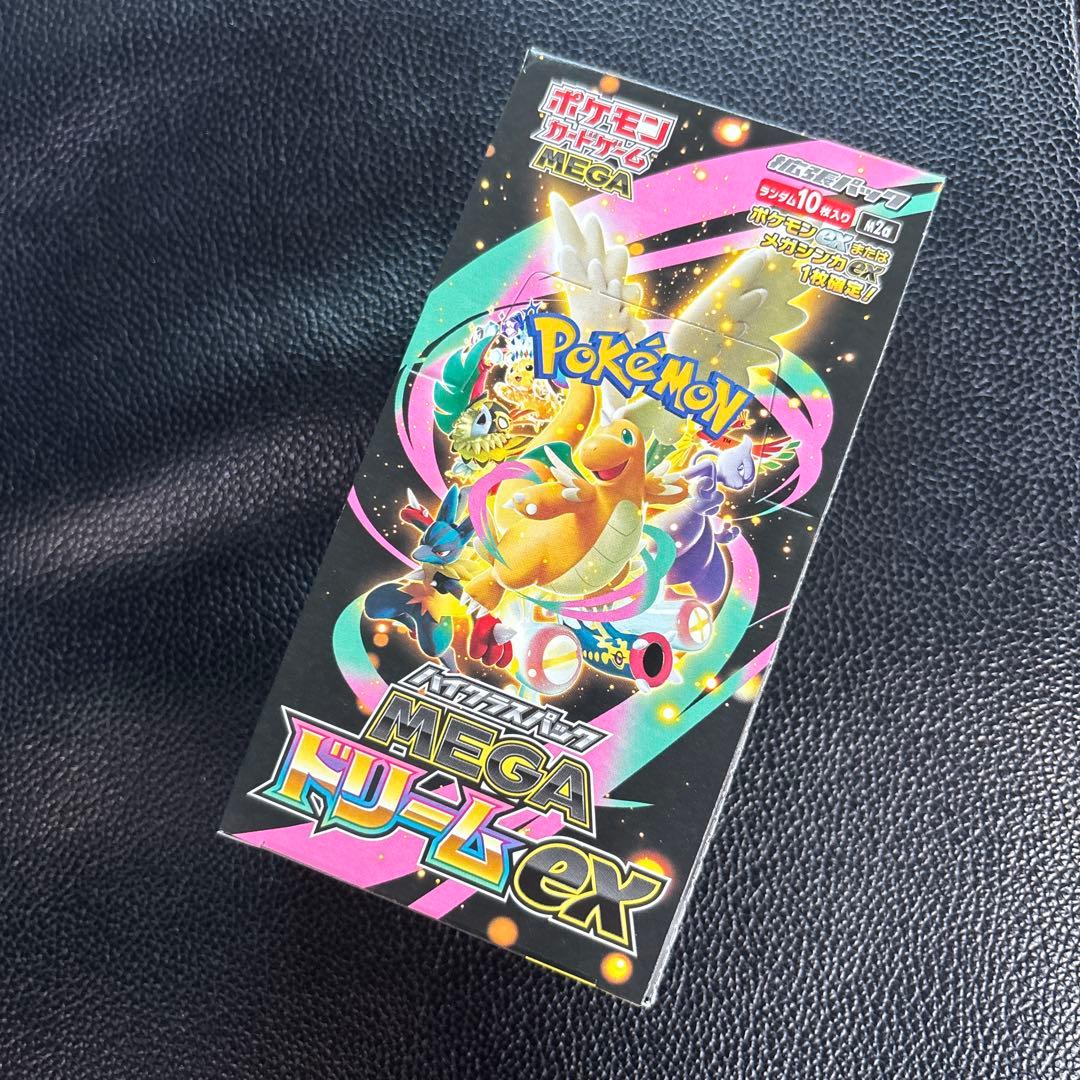 ポケモン
カードゲーム
MEGA
拡張パック
ランダム10枚入り M2a
ポケモンexまたは
メガシンカex
1枚確定!
POKÉMON
ハイクラスパック
MEGA
ドリームex